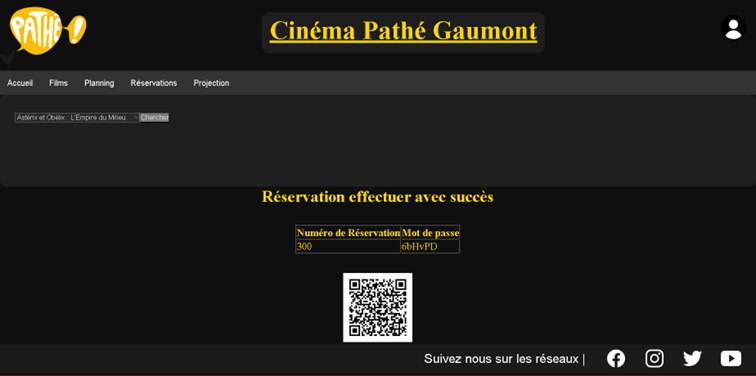 PATHÉ!
Cinéma Pathé Gaumont
Accueil Films Planning Réservations Projection
Astérix et Obélix : L'Empire du Milieu Chercher
Réservation effectuer avec succès
Numéro de Réservation Mot de passe
300 6bHvPD
Suivez nous sur les réseaux |